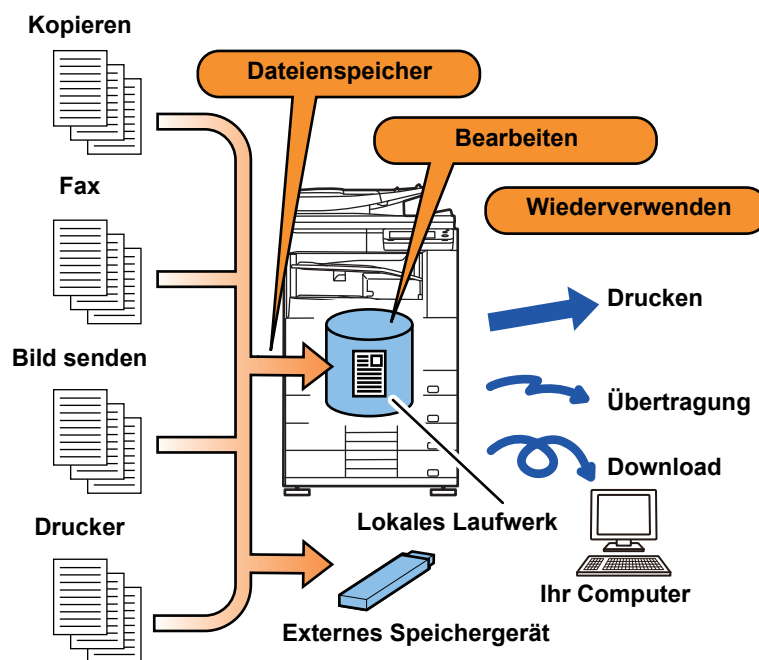 Kopieren
Dateienspeicher
Bearbeiten
Fax
Wiederverwenden
Drucken
Bild senden
Übertragung
Download
Lokales Laufwerk
Drucker
Ihr Computer
Externes Speichergerät